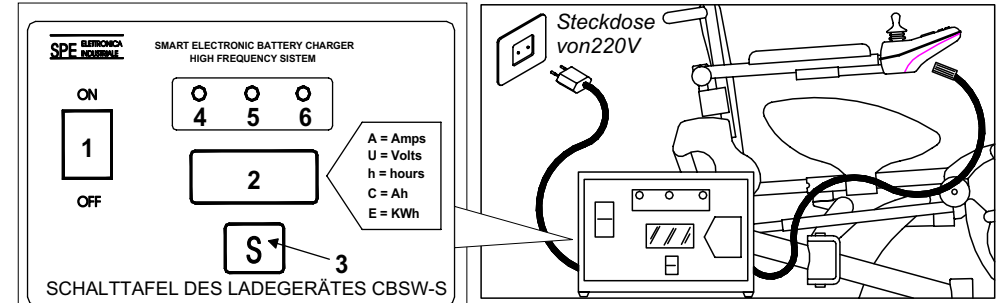 SPE ELETTRONICA
INDUSTRIALE
SMART ELECTRONIC BATTERY CHARGER
HIGH FREQUENCY SISTEM
ON
1
OFF
4 5 6
2
A = Amps
U = Volts
h = hours
C = Ah
E = KWh
S
3
SCHALTTAFEL DES LADEGERÄTES CBSW-S
Steckdose
von220V